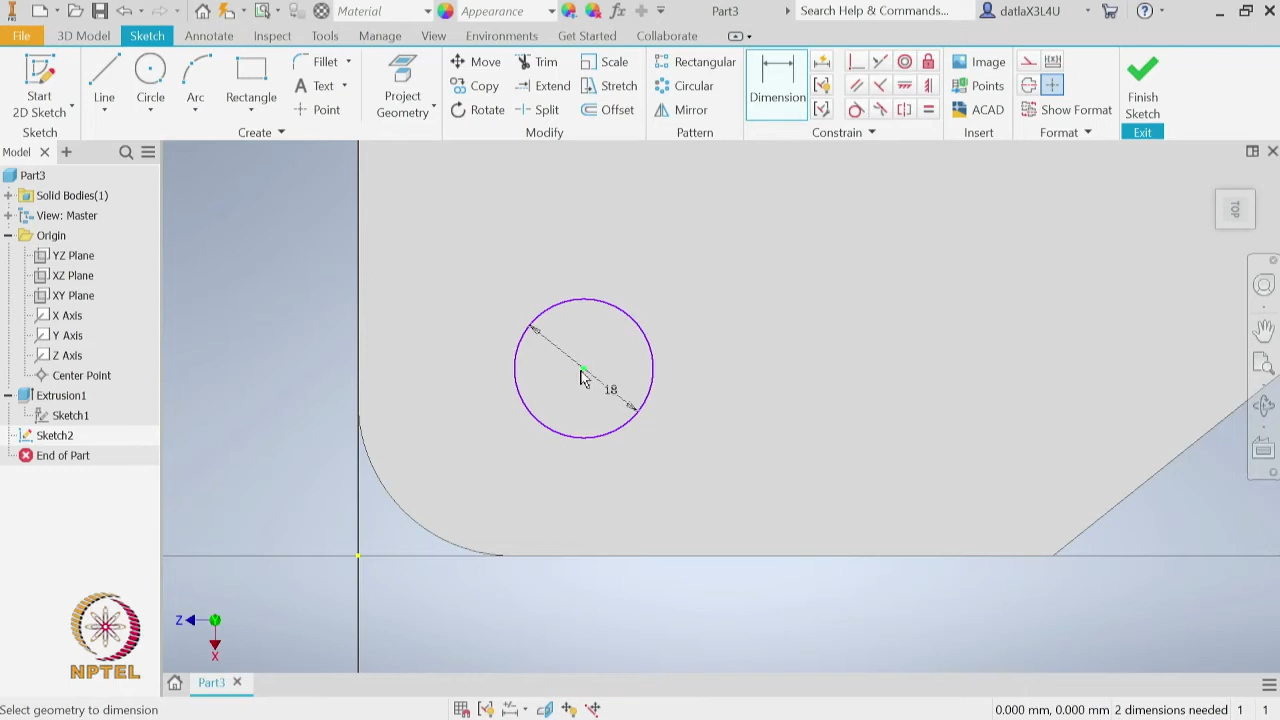 Material Appearance Part3 Search Help & Commands... datlaX3L4U
File 3D Model Sketch Annotate Inspect Tools Manage View Environments Get Started Collaborate
Start
2D Sketch
Line
Circle
Arc
Rectangle
Fillet
Text
Point
Project
Geometry
Move Trim Scale
Copy Extend Stretch
Rotate Split Offset
Rectangular
Circular
Mirror
Dimension
Image
Points
ACAD
Show Format
Finish
Sketch
Sketch Create Modify Pattern Constrain Insert Format Exit
Model
Part3
Solid Bodies(1)
View: Master
Origin
YZ Plane
XZ Plane
XY Plane
X Axis
Y Axis
Z Axis
Center Point
Extrusion1
Sketch1
Sketch2
End of Part
TOP
18
Z
Y
X
NPTEL
Part3
Select geometry to dimension
0.000 mm, 0.000 mm 2 dimensions needed 1 1